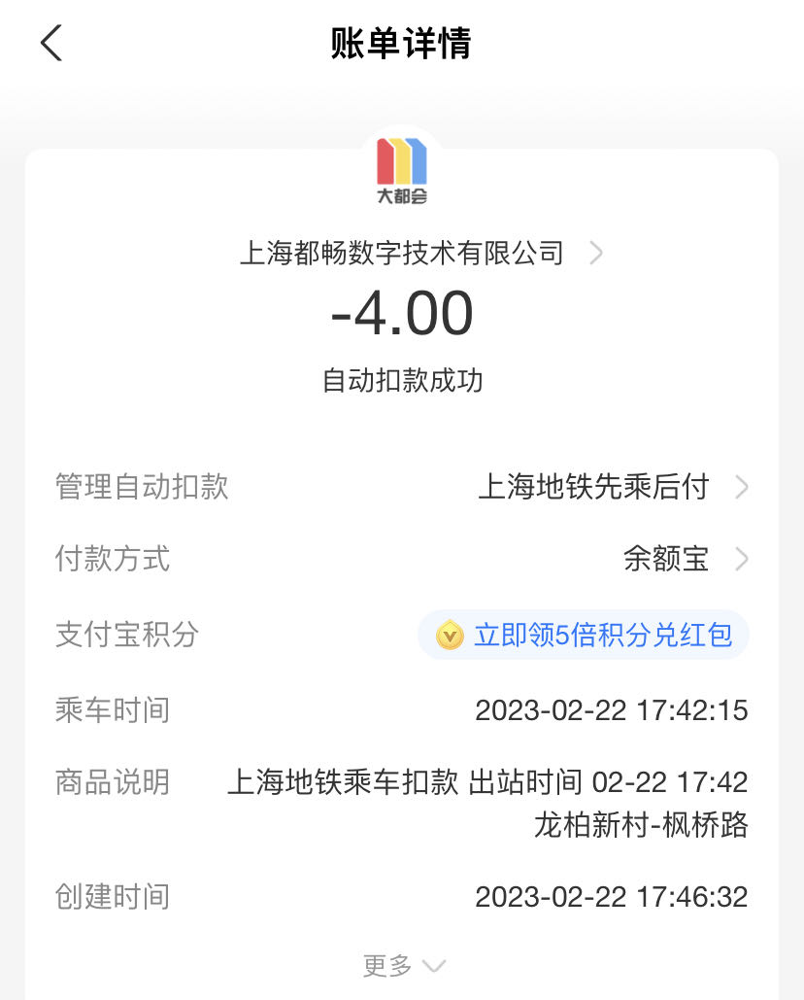 账单详情
大都会
上海都畅数字技术有限公司
-4.00
自动扣款成功
管理自动扣款 上海地铁先乘后付
付款方式 余额宝
支付宝积分 立即领5倍积分兑红包
乘车时间 2023-02-22 17:42:15
商品说明 上海地铁乘车扣款 出站时间 02-22 17:42
龙柏新村-枫桥路
创建时间 2023-02-22 17:46:32
更多